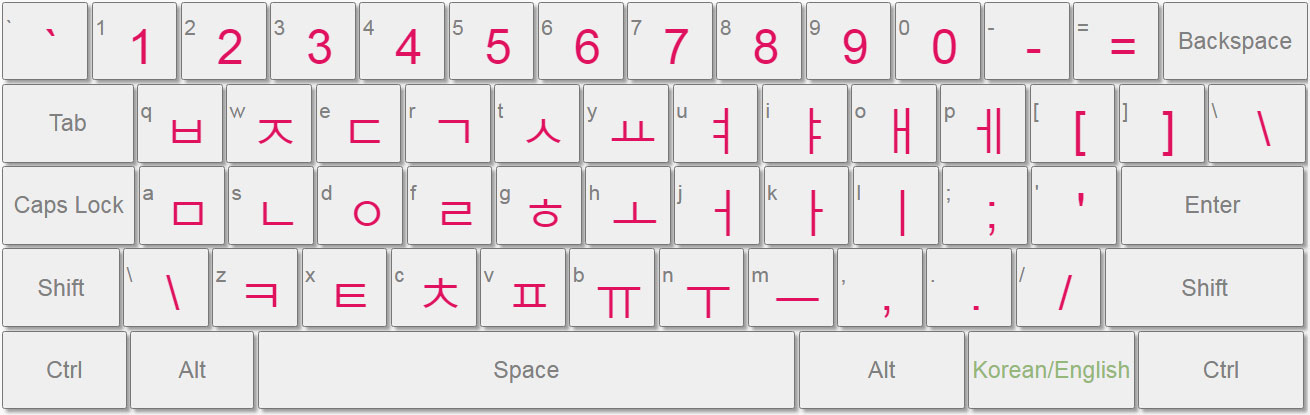 ` ` 1 1 2 2 3 3 4 4 5 5 6 6 7 7 8 8 9 9 0 0 - - = = Backspace
Tab q ㅂ w ㅈ e ㄷ r ㄱ t ㅅ y ㅛ u ㅕ i ㅑ o ㅐ p ㅔ [ [ ] ] \ \
Caps Lock a ㅁ s ㄴ d ㅇ f ㄹ g ㅎ h ㅗ j ㅓ k ㅏ l ㅣ ; ; ' ' Enter
Shift \ \ z ㅋ x ㅌ c ㅊ v ㅍ b ㅠ n ㅜ m ㅡ , , . . / / Shift
Ctrl Alt Space Alt Korean/English Ctrl